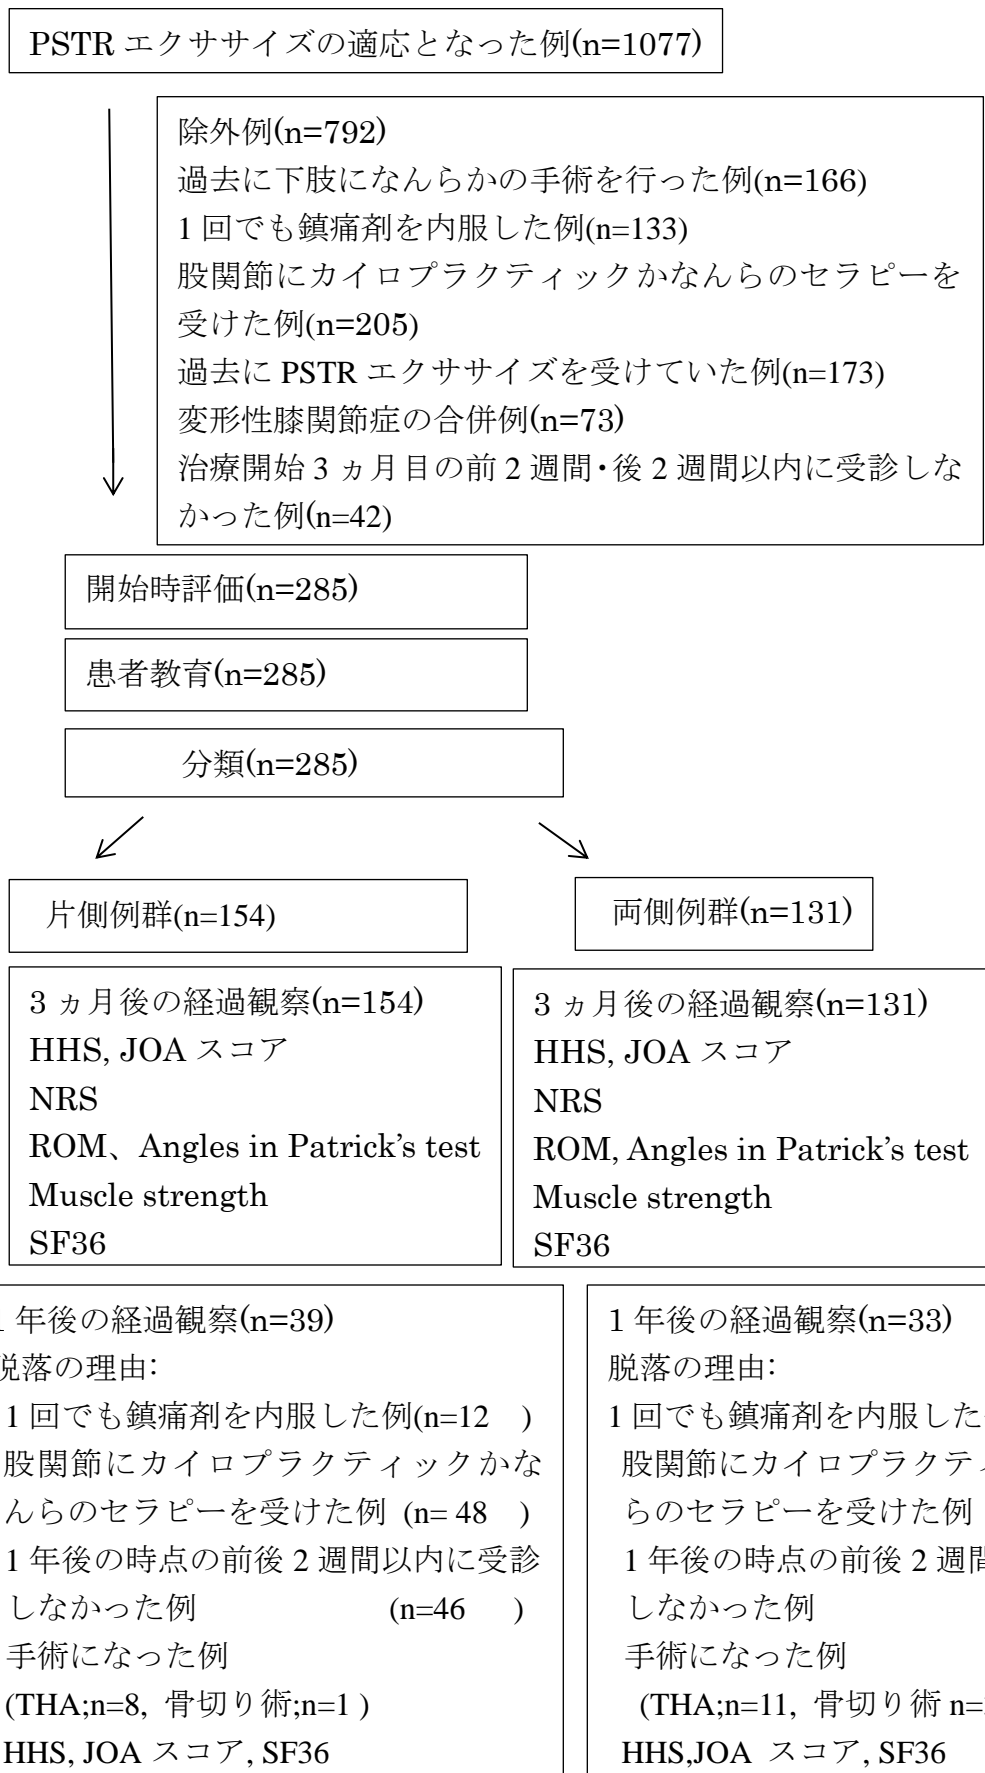 PSTR エクササイズの適応となった例(n=1077)
除外例(n=792)
過去に下肢になんらかの手術を行った例(n=166)
1 回でも鎮痛剤を内服した例(n=133)
股関節にカイロプラクティックかなんらのセラピーを
受けた例(n=205)
過去に PSTR エクササイズを受けていた例(n=173)
変形性膝関節症の合併例(n=73)
治療開始 3 ヵ月目の前 2 週間・後 2 週間以内に受診しな
かった例(n=42)
開始時評価(n=285)
患者教育(n=285)
分類(n=285)
片側例群(n=154)
両側例群(n=131)
3 ヵ月後の経過観察(n=154)
HHS, JOA スコア
NRS
ROM、Angles in Patrick's test
Muscle strength
SF36
3 ヵ月後の経過観察(n=131)
HHS, JOA スコア
NRS
ROM, Angles in Patrick's test
Muscle strength
SF36
年後の経過観察(n=39)
脱落の理由:
1 回でも鎮痛剤を内服した例(n=12 )
股関節にカイロプラクティックかな
んらのセラピーを受けた例 (n= 48 )
1 年後の時点の前後 2 週間以内に受診
しなかった例 (n=46 )
手術になった例
(THA;n=8, 骨切り術;n=1 )
HHS, JOA スコア, SF36
1 年後の経過観察(n=33)
脱落の理由:
1 回でも鎮痛剤を内服した
股関節にカイロプラクテ
らのセラピーを受けた例
1 年後の時点の前後 2 週
しなかった例
手術になった例
(THA;n=11, 骨切り術 n=
HHS,JOA スコア, SF36